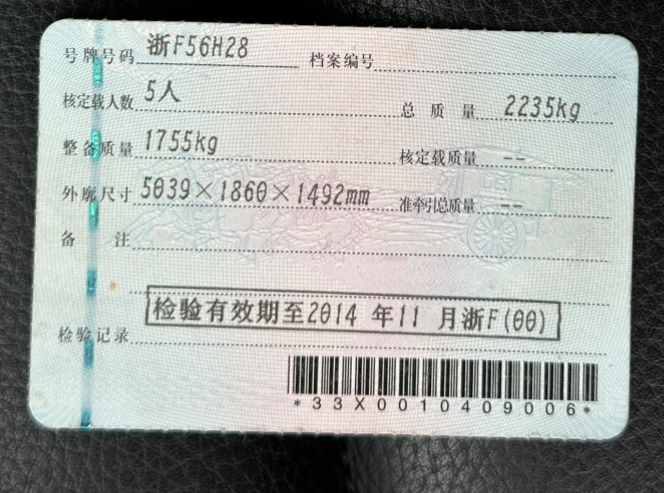 号牌号码 浙F56H28 档案编号
核定载人数 5人 总质量 2235kg
整备质量 1755kg 核定载质量 --
外廓尺寸 5039×1860×1492mm 准牵引总质量 --
备注
检验有效期至2014 年11 月浙F(00)
检验记录
*33X0010409006*